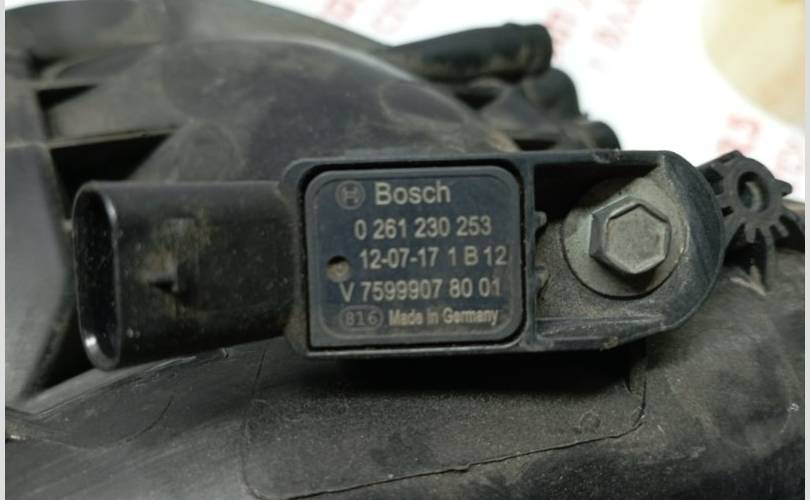 Bosch
0 261 230 253
12-07-17 1 B 12
V 7599907 80 01
816 Made in Germany